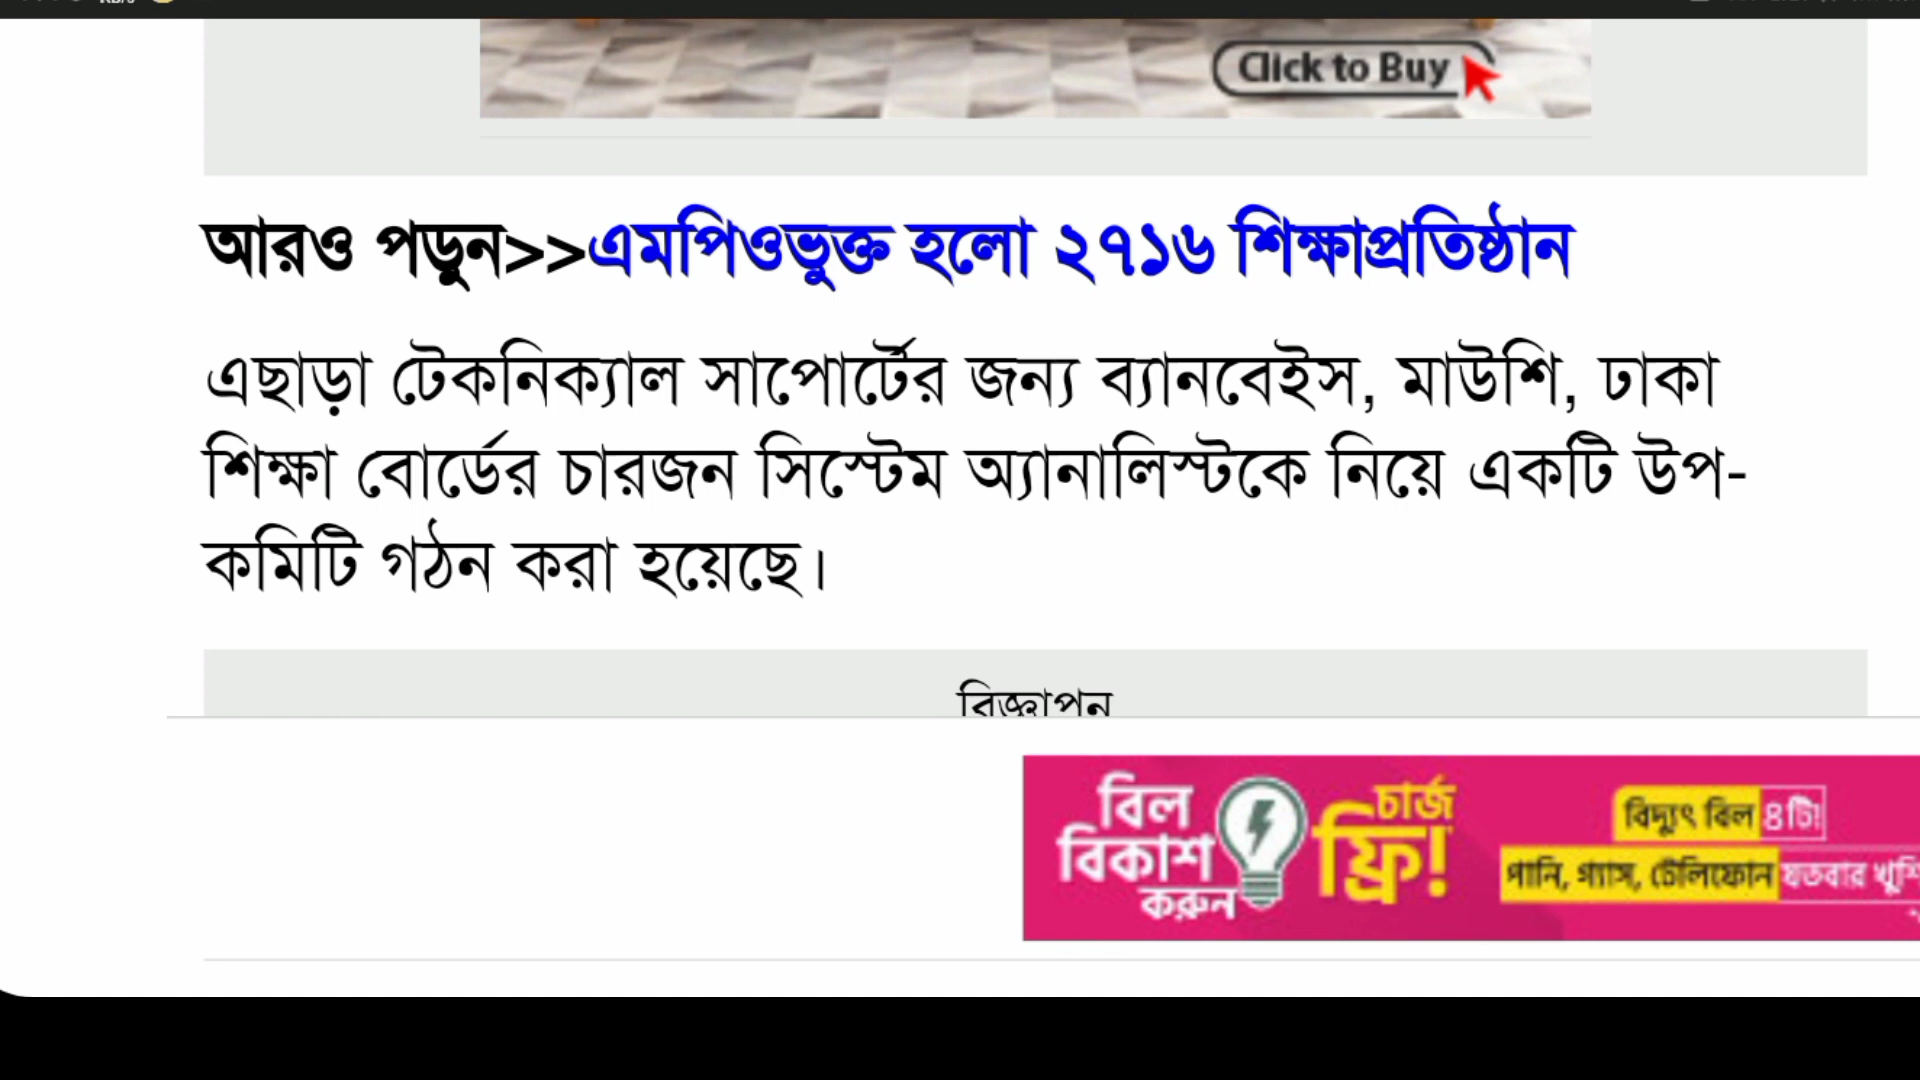 Click to Buy
আরও পড়ুন>>এমপিওভুক্ত হলো ২৭১৬ শিক্ষাপ্রতিষ্ঠান
এছাড়া টেকনিক্যাল সাপোর্টের জন্য ব্যানবেইস, মাউশি, ঢাকা
শিক্ষা বোর্ডের চারজন সিস্টেম অ্যানালিস্টকে নিয়ে একটি উপ-
কমিটি গঠন করা হয়েছে।
বিজ্ঞাপন
বিল
বিকাশ
করুন
চার্জ
ফ্রি!
বিদ্যুৎ বিল ৪টি!
পানি, গ্যাস, টেলিফোন যতবার খুশি